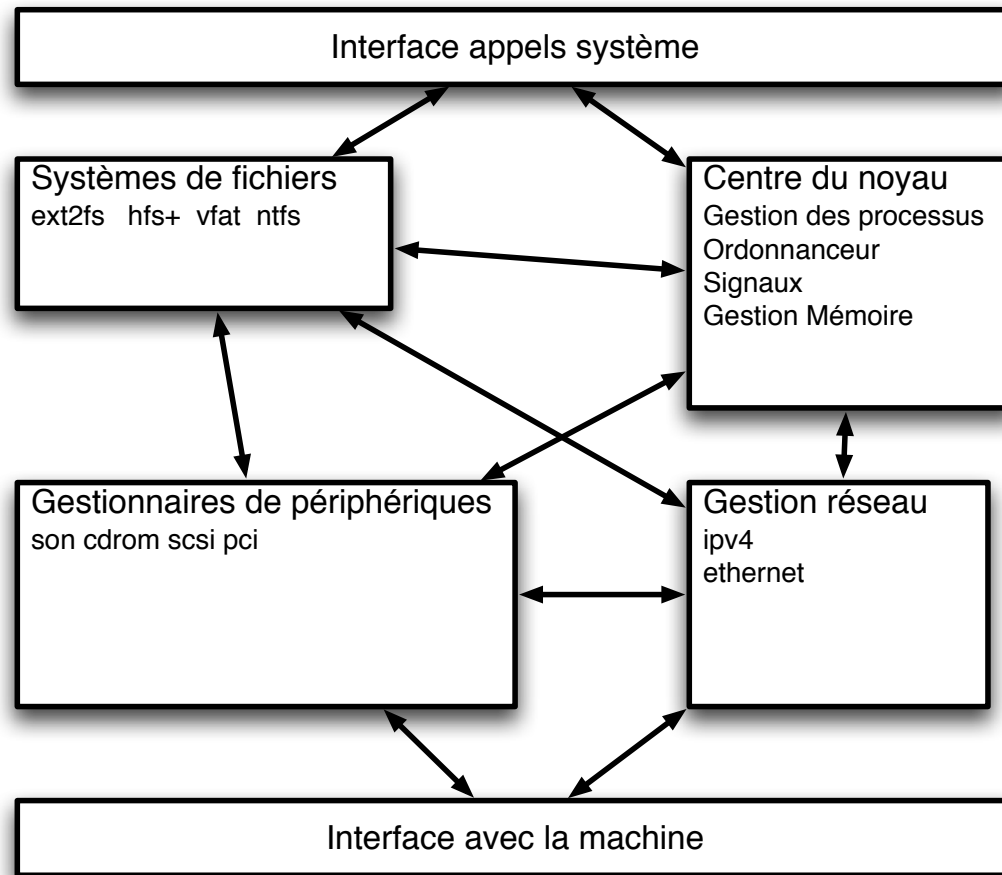 Interface appels système
Systèmes de fichiers
ext2fs hfs+ vfat ntfs
Centre du noyau
Gestion des processus
Ordonnanceur
Signaux
Gestion Mémoire
Gestionnaires de périphériques
son cdrom scsi pci
Gestion réseau
ipv4
ethernet
Interface avec la machine